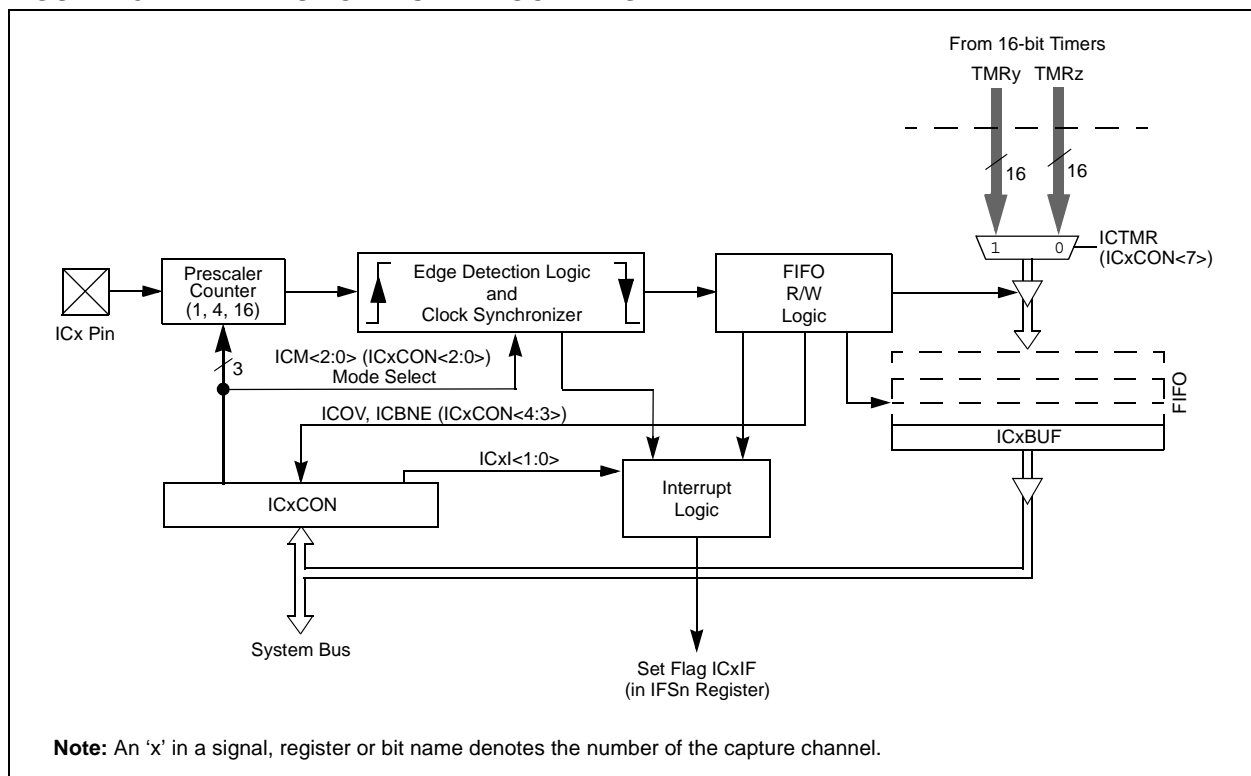 From 16-bit Timers
TMRy TMRz
16
16
1 0
ICTMR
(ICxCON<7>)
Prescaler
Counter
(1, 4, 16)
Edge Detection Logic
and
Clock Synchronizer
FIFO
R/W
Logic
ICx Pin
3
ICM<2:0> (ICxCON<2:0>)
Mode Select
ICOV, ICBNE (ICxCON<4:3>)
FIFO
ICxBUF
ICxI<1:0>
ICxCON
Interrupt
Logic
System Bus
Set Flag ICxIF
(in IFSn Register)
Note: An ‘x’ in a signal, register or bit name denotes the number of the capture channel.